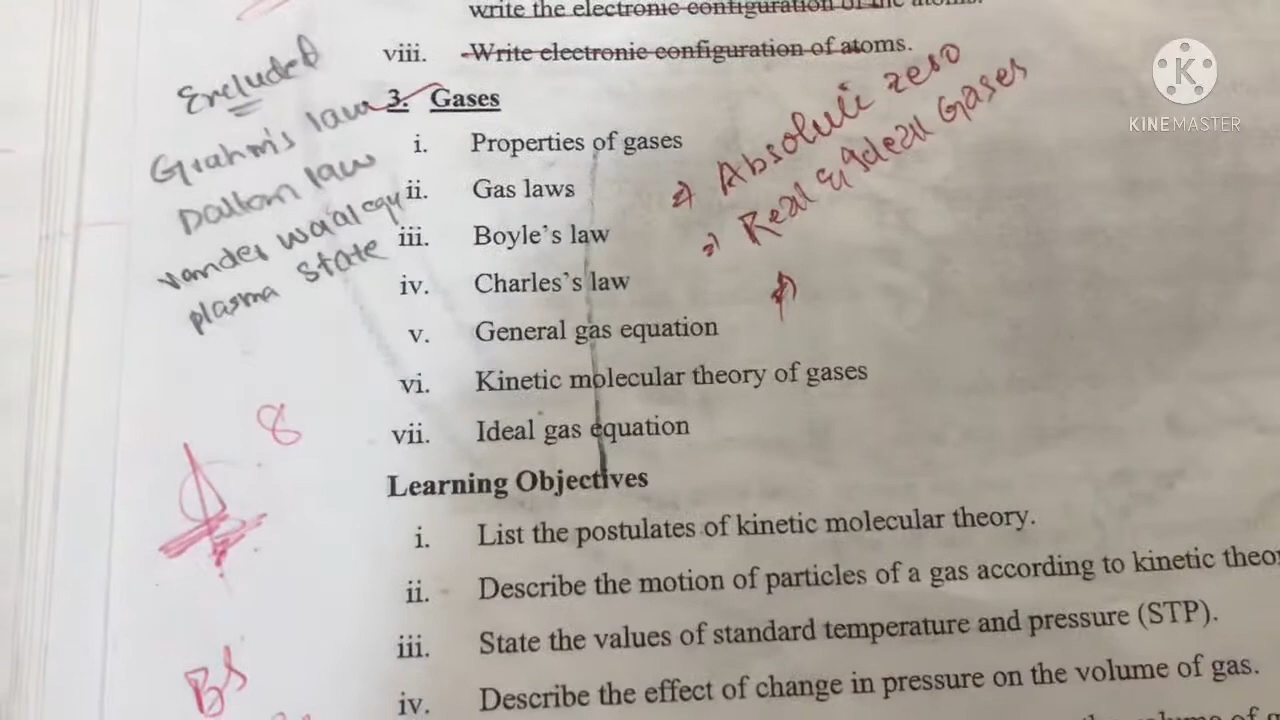 write the electronic configuration of the atoms.
viii. Write electronic configuration of atoms.
Excluded
Grahm's law
Dallon law
vander waal equ
plasma state
3. Gases
i. Properties of gases
ii. Gas laws
iii. Boyle's law
iv. Charles's law
v. General gas equation
vi. Kinetic molecular theory of gases
vii. Ideal gas equation
Absolute zero
Real & Ideal Gases
8
Learning Objectives
i. List the postulates of kinetic molecular theory.
ii. Describe the motion of particles of a gas according to kinetic theo
iii. State the values of standard temperature and pressure (STP).
iv. Describe the effect of change in pressure on the volume of gas.
K
KINEMASTER